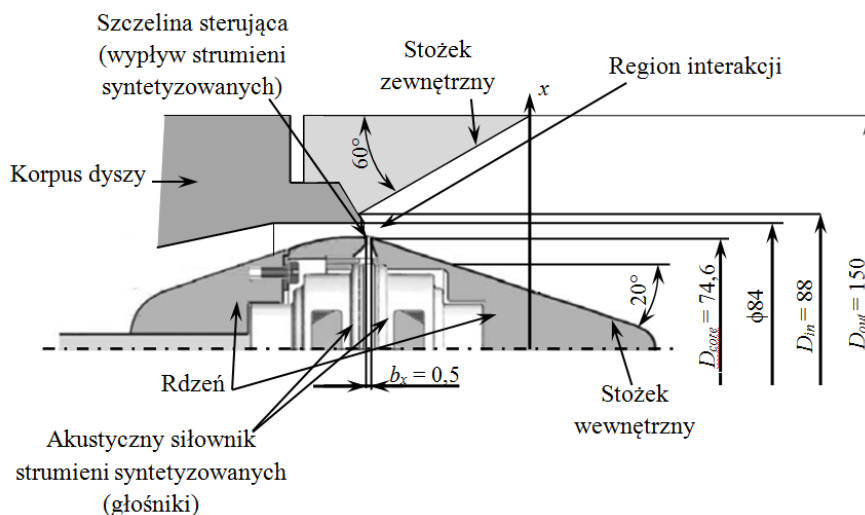 Szczelina sterująca
(wypływ strumieni
syntetyzowanych)
Stożek
zewnętrzny
Region interakcji
x
Korpus dyszy
60°
20°
D_core = 74,6
ϕ84
D_in = 88
D_out = 150
Rdzeń
b_x = 0,5
Stożek
wewnętrzny
Akustyczny siłownik
strumieni syntetyzowanych
(głośniki)